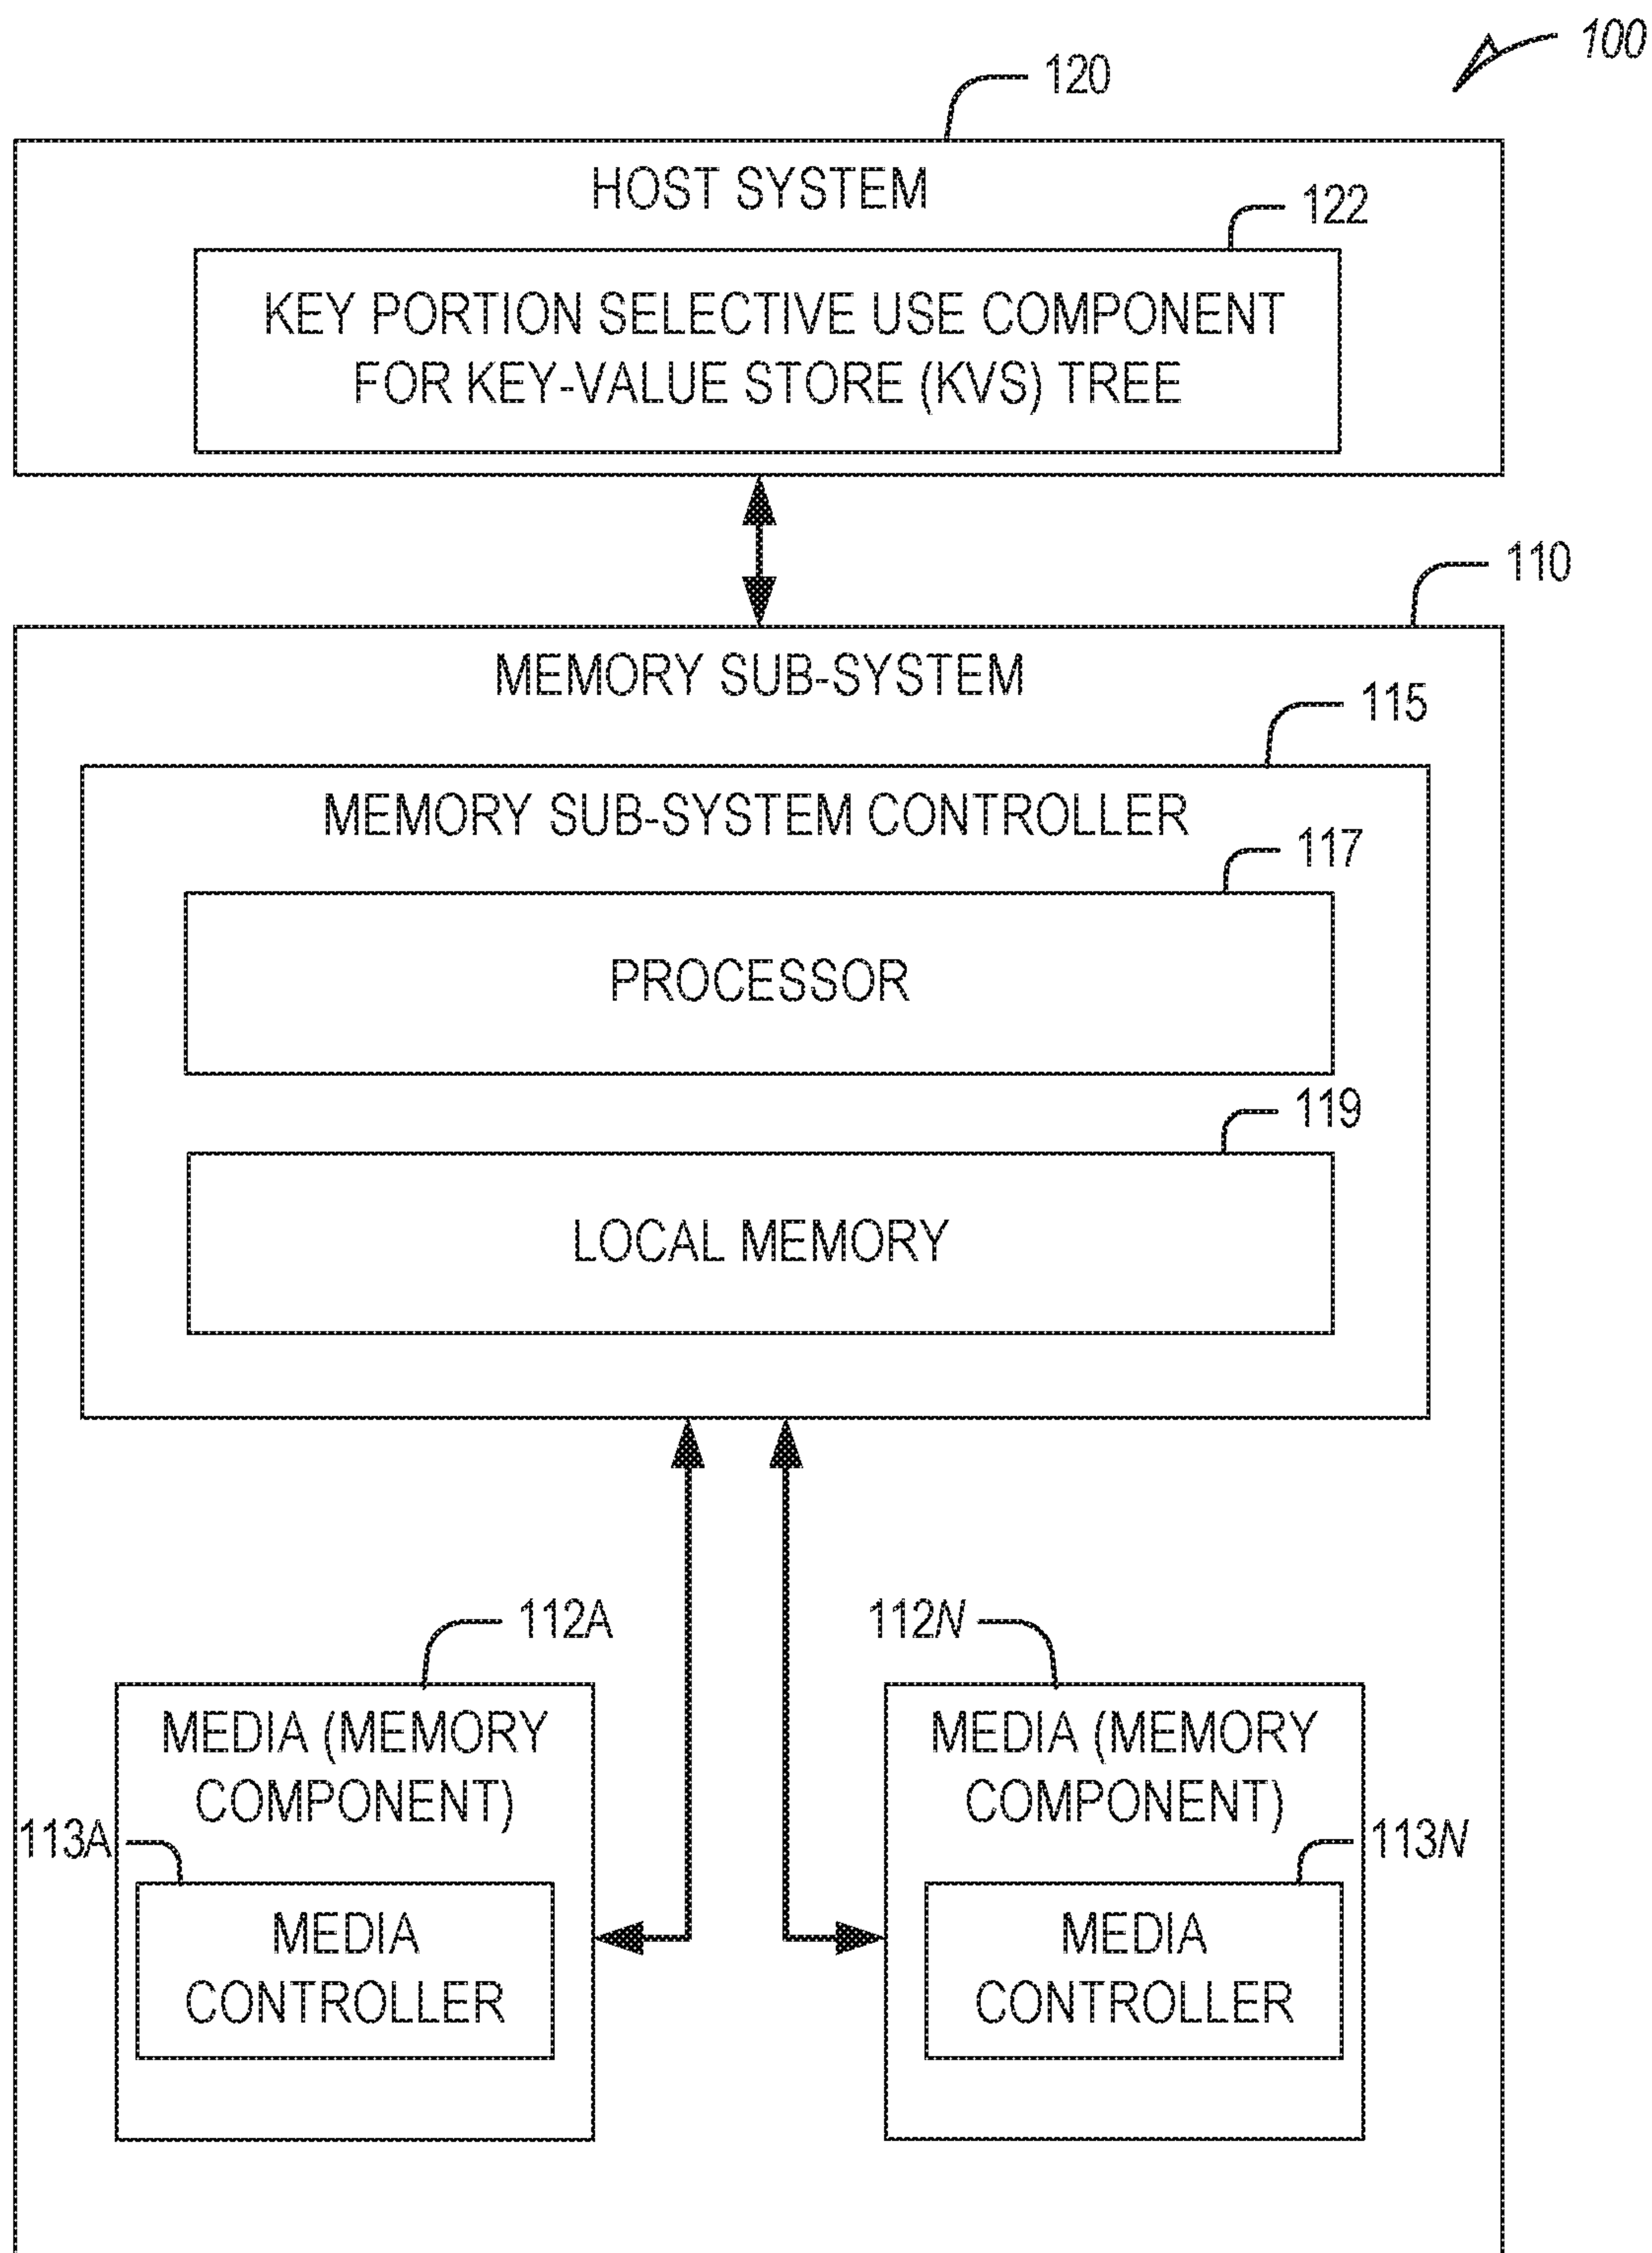 100
120
HOST SYSTEM
122
KEY PORTION SELECTIVE USE COMPONENT
FOR KEY-VALUE STORE (KVS) TREE
110
MEMORY SUB-SYSTEM
115
MEMORY SUB-SYSTEM CONTROLLER
117
PROCESSOR
119
LOCAL MEMORY
112A
112N
MEDIA (MEMORY
COMPONENT)
MEDIA (MEMORY
COMPONENT)
113A
113N
MEDIA
CONTROLLER
MEDIA
CONTROLLER